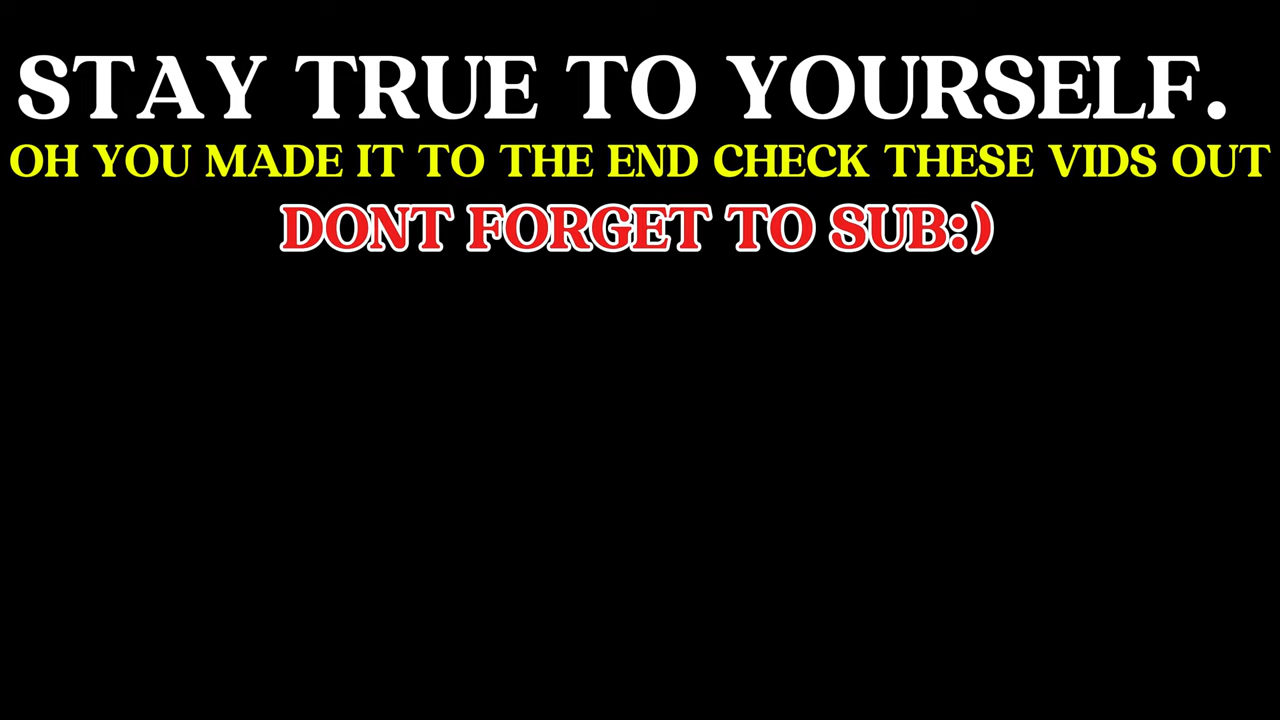 STAY TRUE TO YOURSELF.
OH YOU MADE IT TO THE END CHECK THESE VIDS OUT
DONT FORGET TO SUB:)